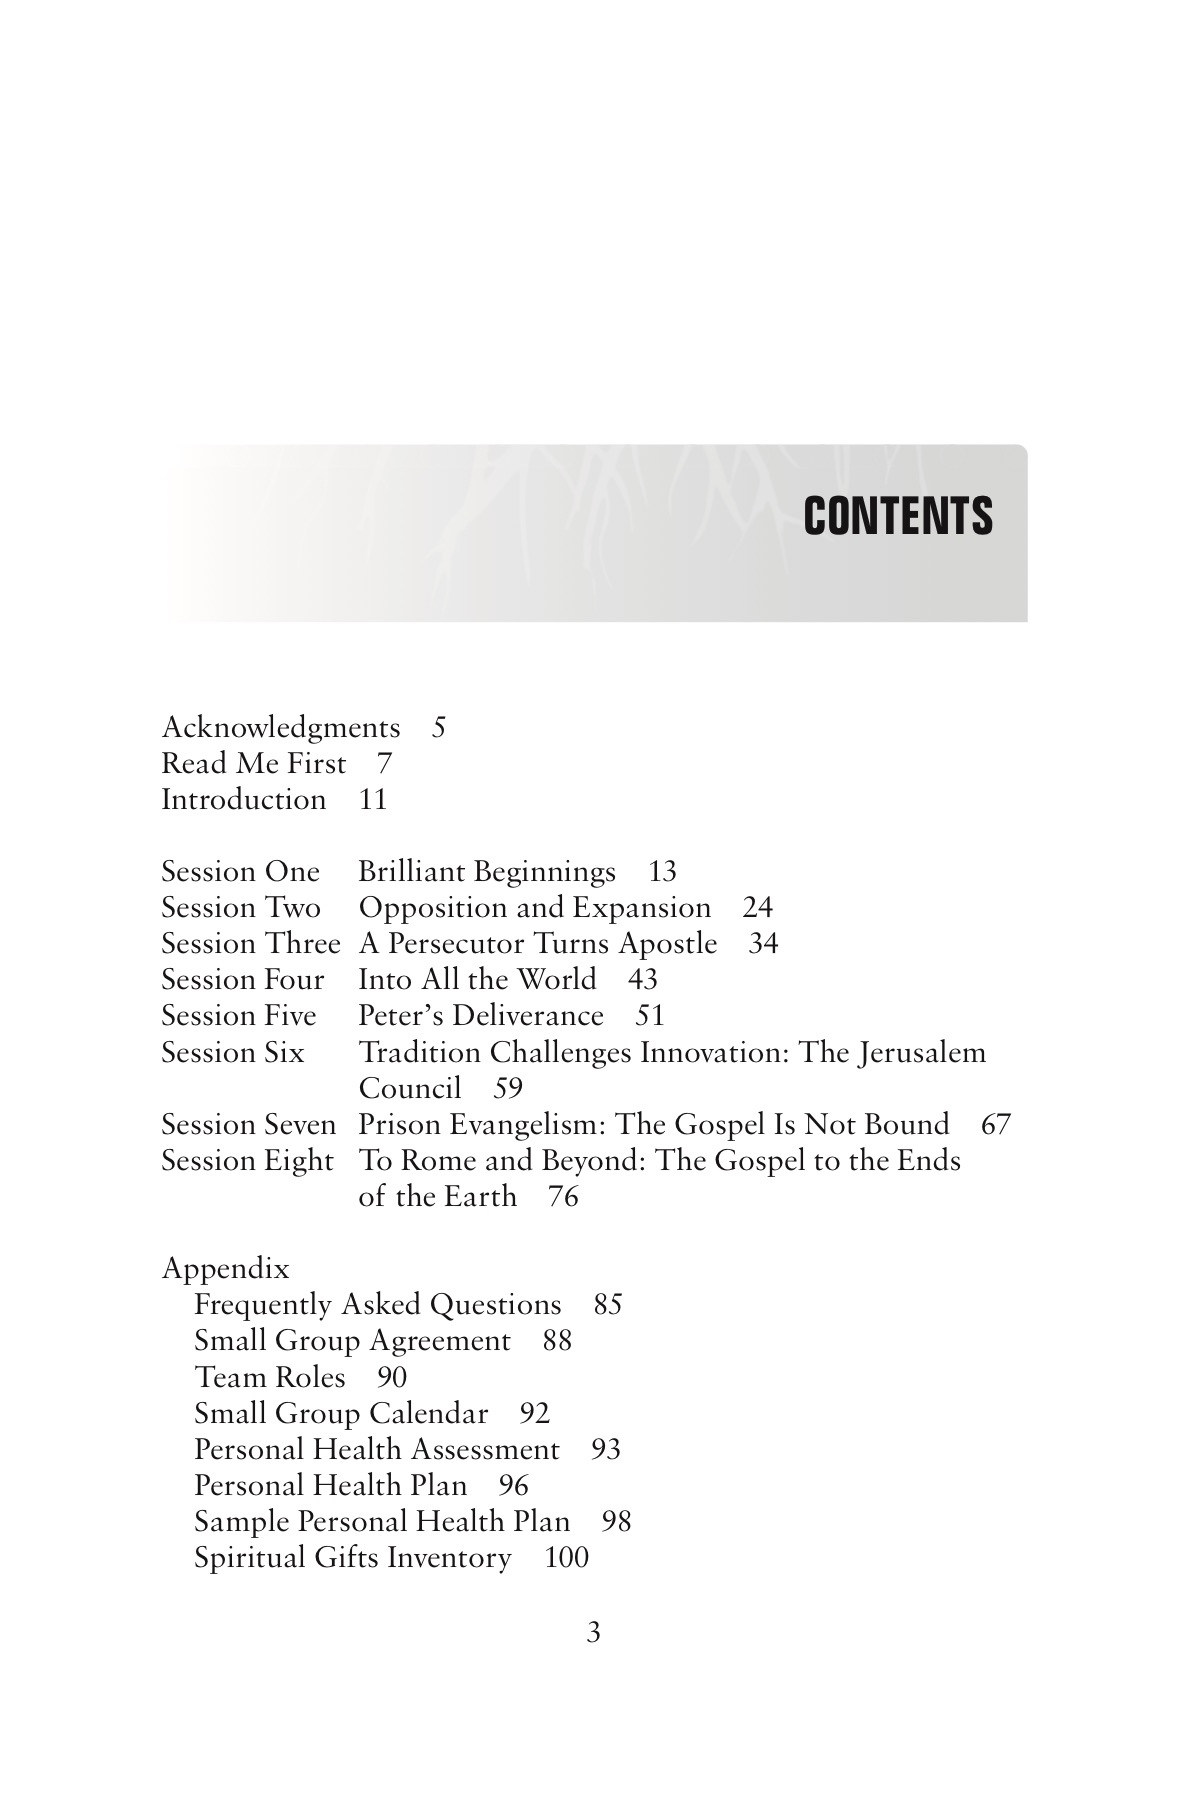 CONTENTS
Acknowledgments 5
Read Me First 7
Introduction 11
Session One Brilliant Beginnings 13
Session Two Opposition and Expansion 24
Session Three A Persecutor Turns Apostle 34
Session Four Into All the World 43
Session Five Peter’s Deliverance 51
Session Six Tradition Challenges Innovation: The Jerusalem
Council 59
Session Seven Prison Evangelism: The Gospel Is Not Bound 67
Session Eight To Rome and Beyond: The Gospel to the Ends
of the Earth 76
Appendix
Frequently Asked Questions 85
Small Group Agreement 88
Team Roles 90
Small Group Calendar 92
Personal Health Assessment 93
Personal Health Plan 96
Sample Personal Health Plan 98
Spiritual Gifts Inventory 100
3